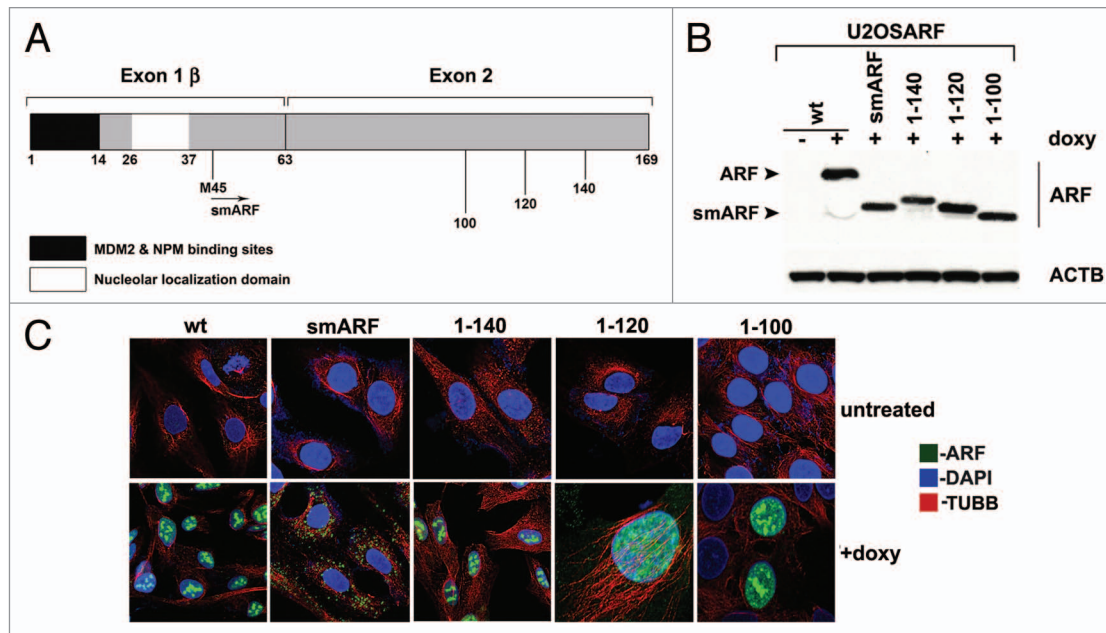 A
Exon 1 β
Exon 2
1
14
26
37
63
169
M45
smARF
100
120
140
MDM2 & NPM binding sites
Nucleolar localization domain
B
U2OSARF
wt
smARF
1-140
1-120
1-100
- + + + + + doxy
ARF
smARF
ARF
ACTB
C
wt smARF 1-140 1-120 1-100
untreated
+doxy
-ARF
-DAPI
-TUBB